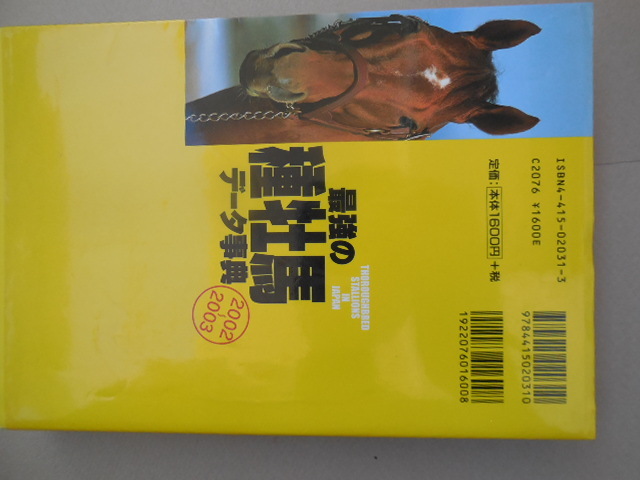 最強の
種牡馬
データ事典
THOROUGHBRED
STALLIONS
IN
JAPAN
2002-
2003
ISBN4-415-02031-3
C2076 ¥1600E
定価：本体1600円+税
9784415020310
1922076016008